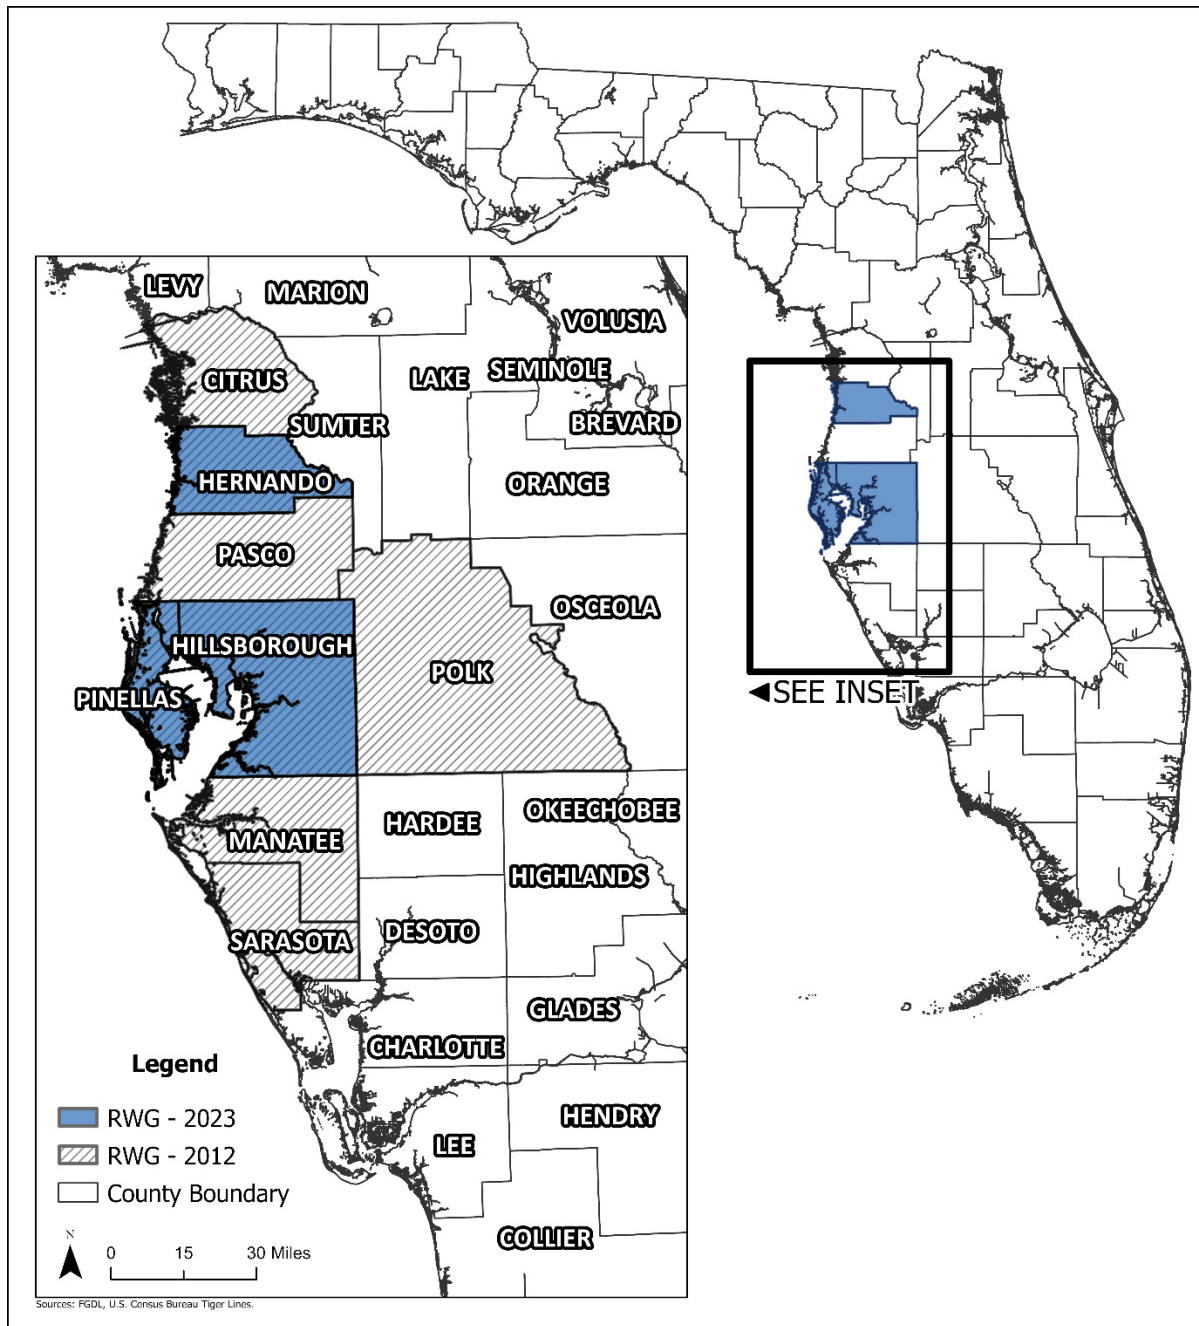 LEVY
MARION
VOLUSIA
CITRUS
LAKE
SEMINOLE
SUMTER
BREVARD
HERNANDO
ORANGE
PASCO
OSCEOLA
HILLSBOROUGH
POLK
PINELLAS
◄SEE INSET
MANATEE
HARDEE
OKEECHOBEE
HIGHLANDS
SARASOTA
DESOTO
GLADES
CHARLOTTE
HENDRY
LEE
COLLIER
Legend
RWG - 2023
RWG - 2012
County Boundary
N
0 15 30 Miles
Sources: FGDL, U.S. Census Bureau Tiger Lines.